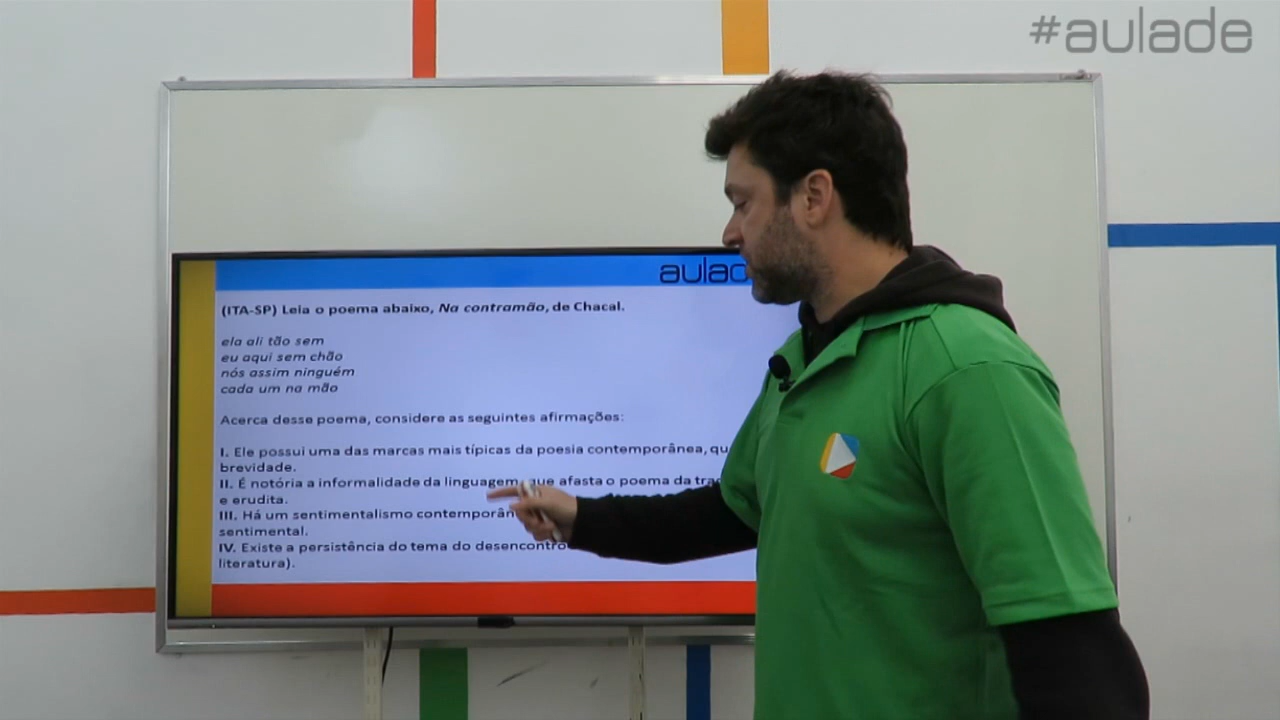 #aulade
aulad
(ITA-SP) Leia o poema abaixo, Na contramão, de Chacal.
ela ali tão sem
eu aqui sem chão
nós assim ninguém
cada um na mão
Acerca desse poema, considere as seguintes afirmações:
I. Ele possui uma das marcas mais típicas da poesia contemporânea, qu
brevidade.
II. É notória a informalidade da linguagem, que afasta o poema da
e erudita.
III. Há um sentimentalismo
sentimental.
IV. Existe a persistência do tema do desencontro
literatura).